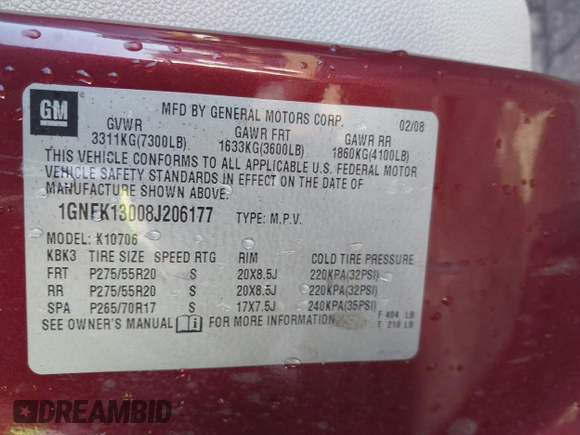 GM
MFD BY GENERAL MOTORS CORP. 02/08
GVWR GAWR FRT GAWR RR
3311KG(7300LB) 1633KG(3600LB) 1860KG(4100LB)
THIS VEHICLE CONFORMS TO ALL APPLICABLE U.S. FEDERAL MOTOR
VEHICLE SAFETY STANDARDS IN EFFECT ON THE DATE OF
MANUFACTURE SHOWN ABOVE.
1GNFK13008J206177 TYPE: M.P.V.
MODEL: K10706
KBK3 TIRE SIZE SPEED RTG RIM COLD TIRE PRESSURE
FRT P275/55R20 S 20X8.5J 220KPA(32PSI)
RR P275/55R20 S 20X8.5J 220KPA(32PSI)
SPA P265/70R17 S 17X7.5J 240KPA(35PSI)
SEE OWNER'S MANUAL FOR MORE INFORMATION
F 404 LB
T 210 LB
DREAMBID